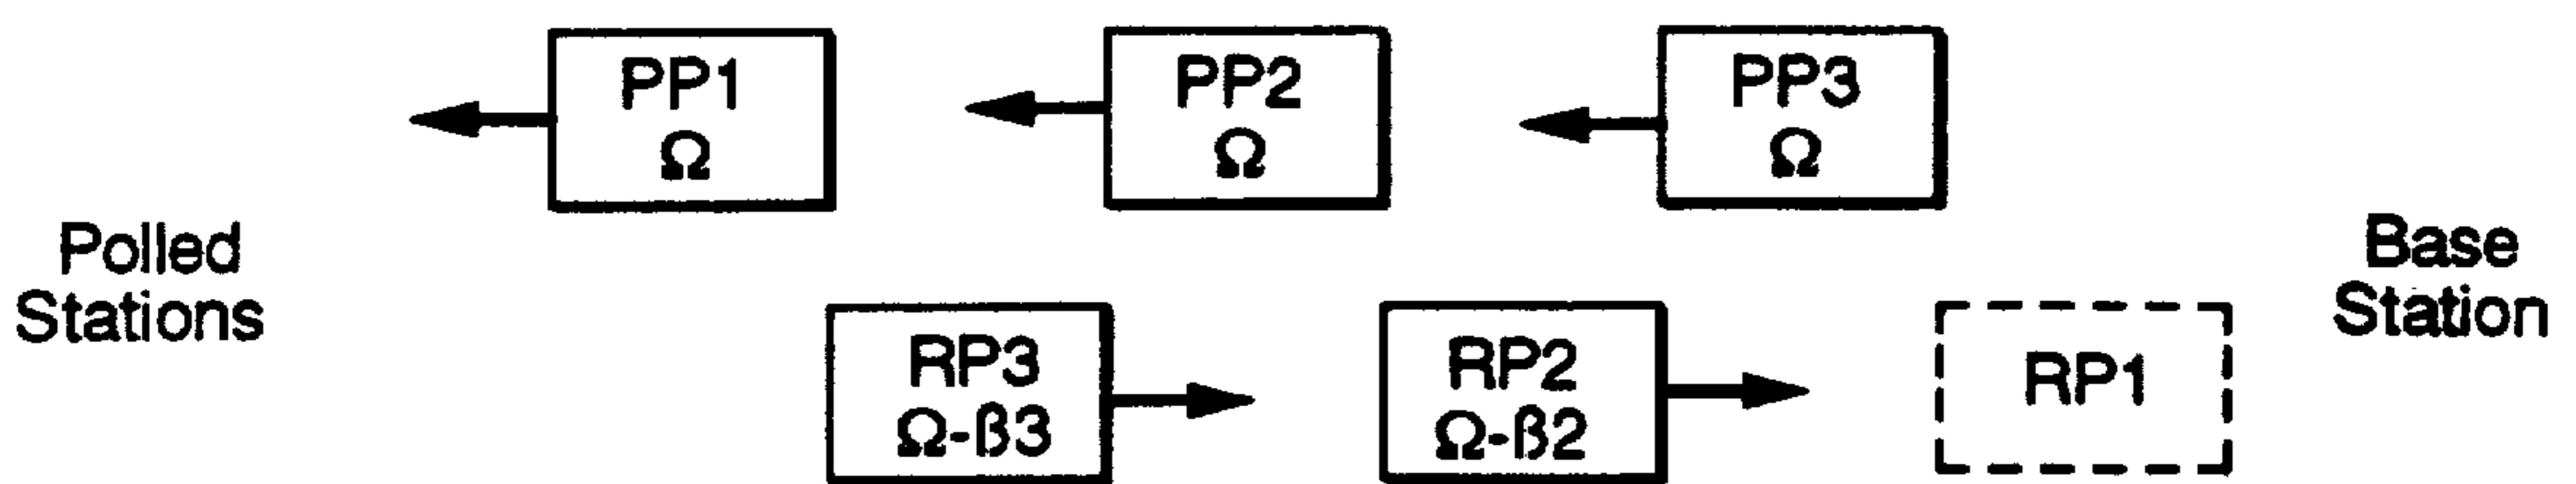 PP1
Ω
PP2
Ω
PP3
Ω
Polled
Stations
Base
Station
RP3
Ω-ß3
RP2
Ω-ß2
RP1